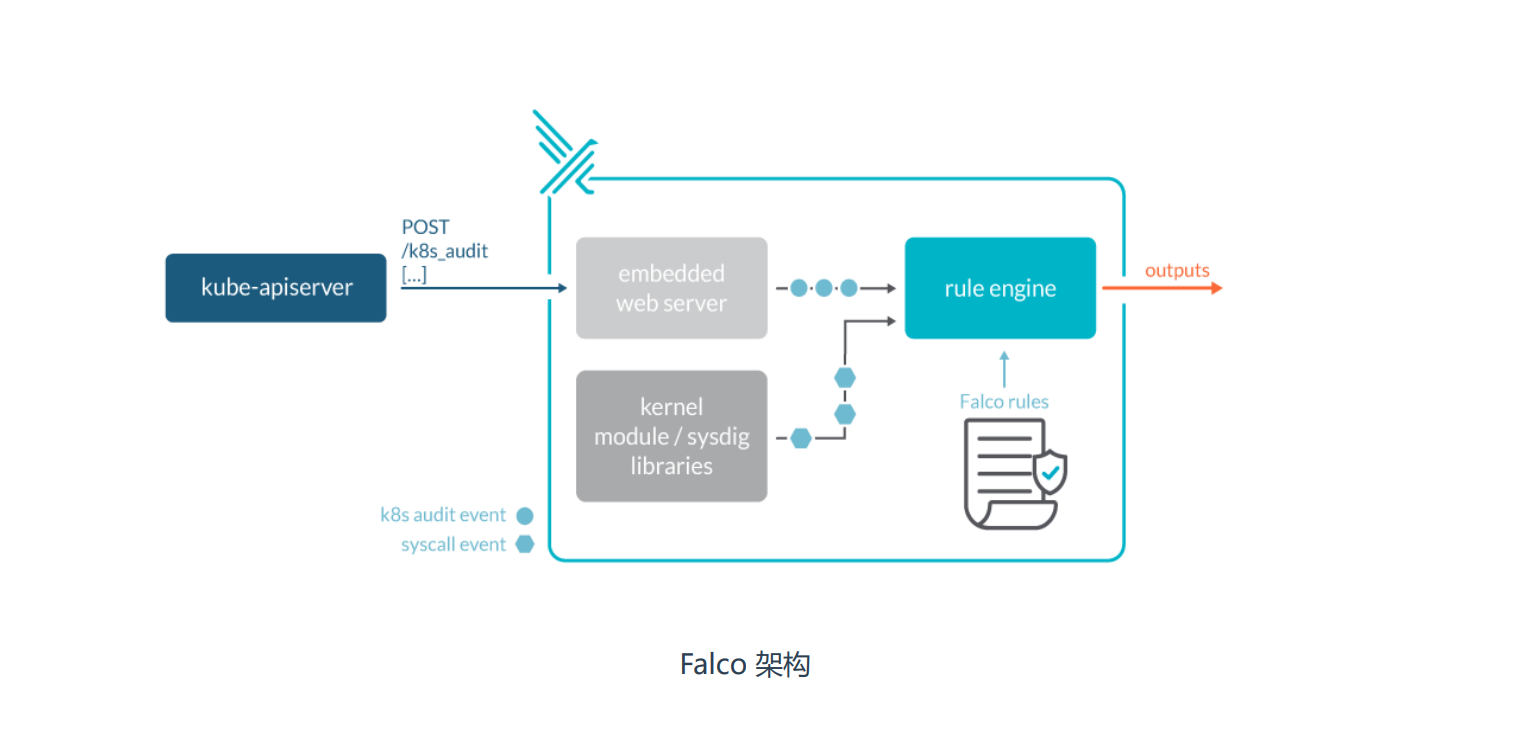 POST
/k8s_audit
[...]
kube-apiserver
embedded
web server
rule engine
outputs
kernel
module / sysdig
libraries
Falco rules
k8s audit event
syscall event
Falco 架构